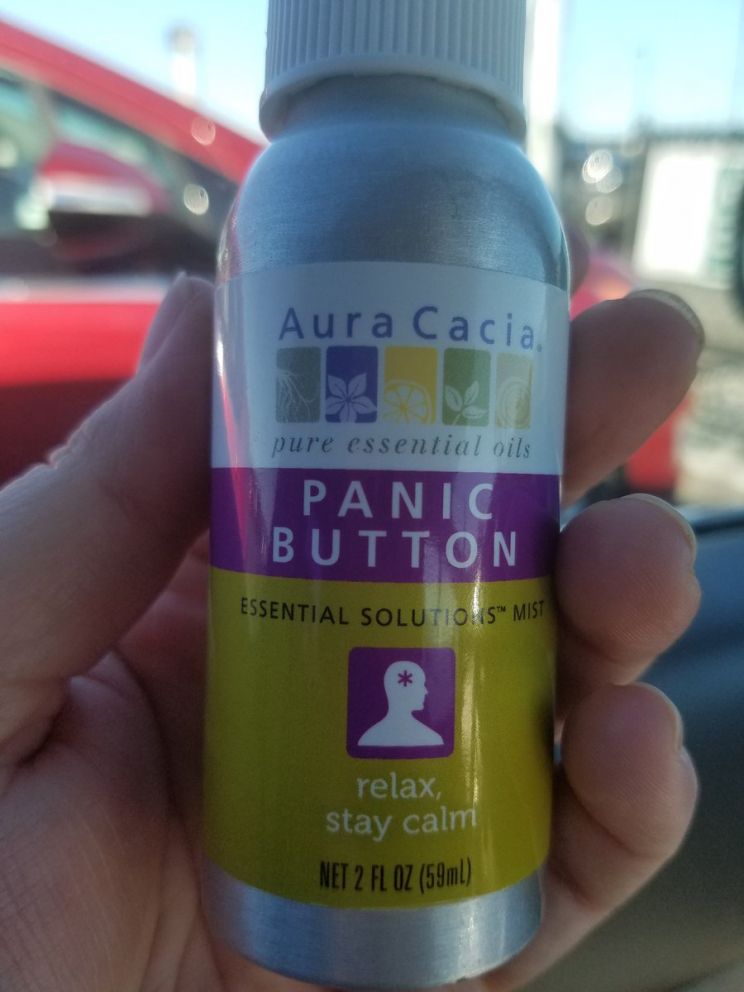 Aura Cacia.
pure essential oils
PANIC
BUTTON
ESSENTIAL SOLUTIONS™ MIST
relax,
stay calm
NET 2 FL OZ (59mL)